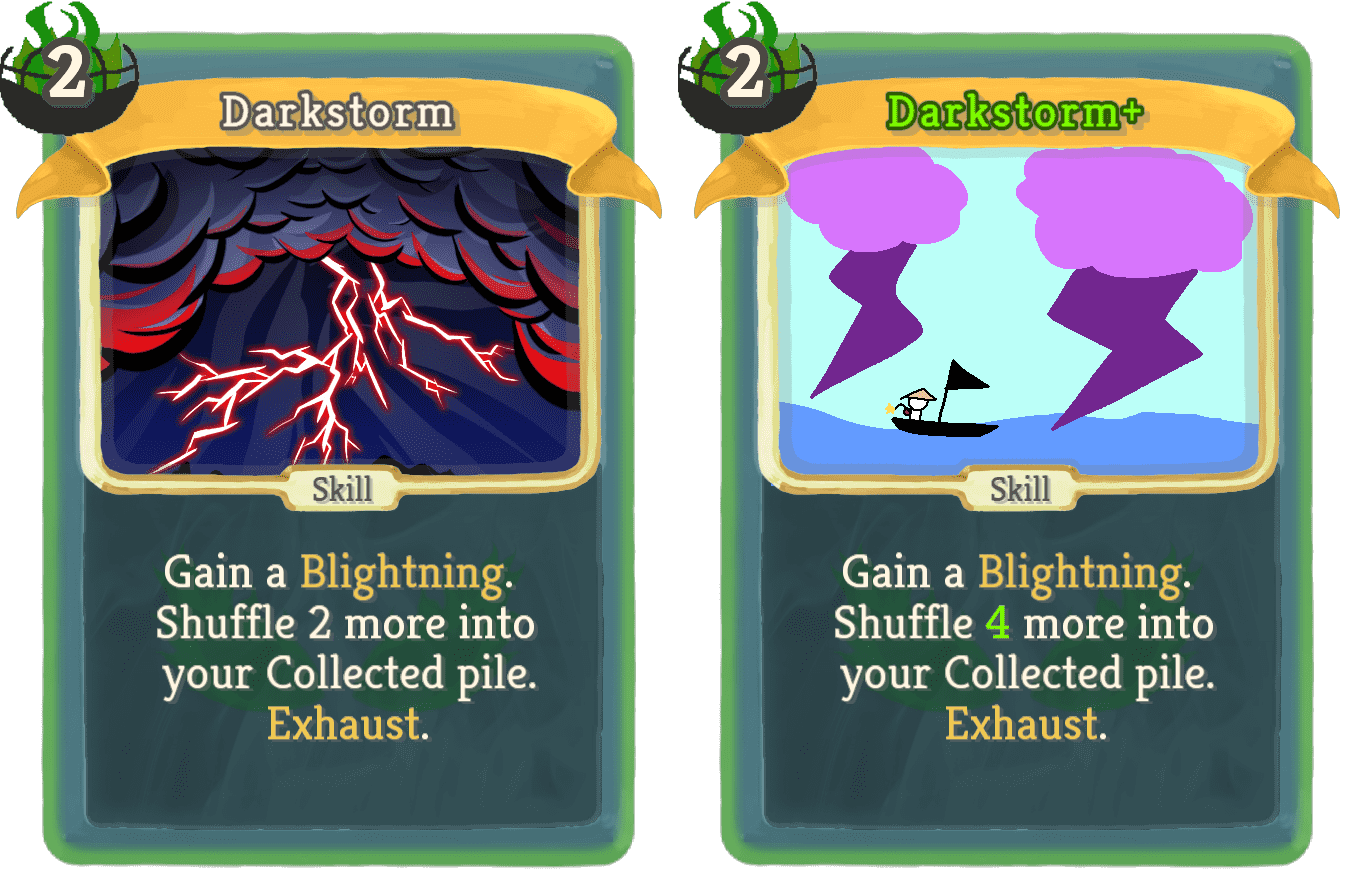 2
Darkstorm
Skill
Gain a Blightning.
Shuffle 2 more into
your Collected pile.
Exhaust.
2
Darkstorm+
Skill
Gain a Blightning.
Shuffle 4 more into
your Collected pile.
Exhaust.